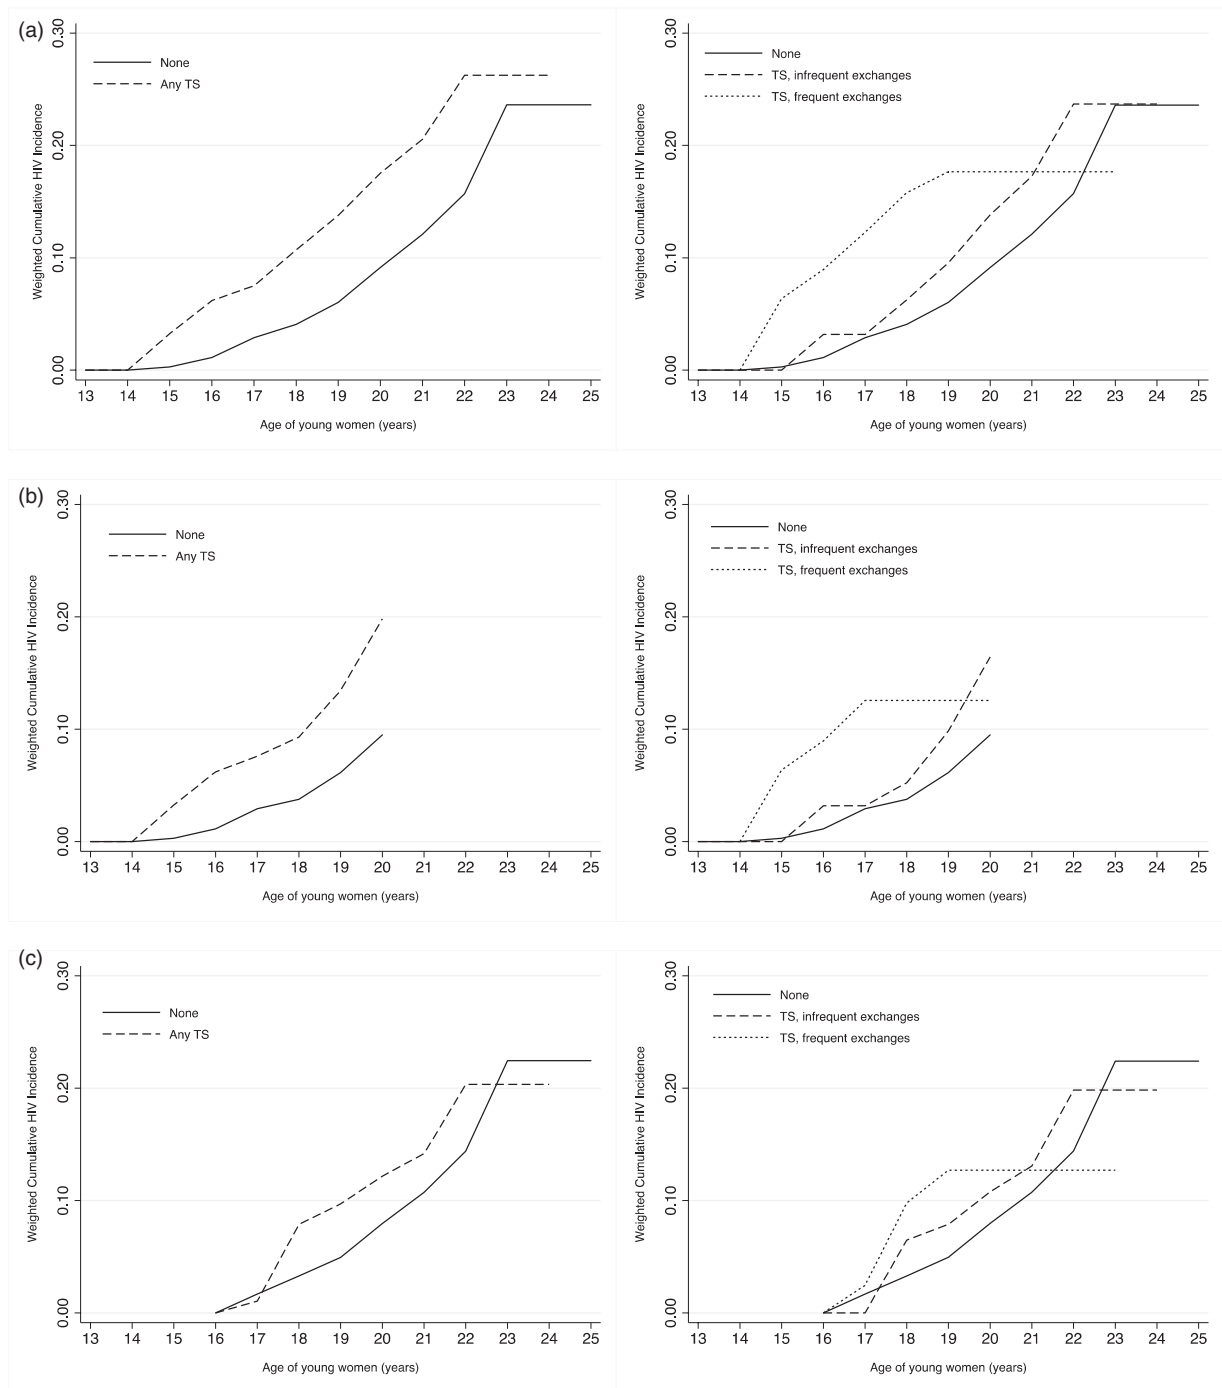 (a)
0.30
0.20
0.10
0.00
Weighted Cumulative HIV Incidence
None
Any TS
13 14 15 16 17 18 19 20 21 22 23 24 25
Age of young women (years)
0.30
0.20
0.10
0.00
Weighted Cumulative HIV Incidence
None
TS, infrequent exchanges
TS, frequent exchanges
13 14 15 16 17 18 19 20 21 22 23 24 25
Age of young women (years)
(b)
0.30
0.20
0.10
0.00
Weighted Cumulative HIV Incidence
None
Any TS
13 14 15 16 17 18 19 20 21 22 23 24 25
Age of young women (years)
0.30
0.20
0.10
0.00
Weighted Cumulative HIV Incidence
None
TS, infrequent exchanges
TS, frequent exchanges
13 14 15 16 17 18 19 20 21 22 23 24 25
Age of young women (years)
(c)
0.30
0.20
0.10
0.00
Weighted Cumulative HIV Incidence
None
Any TS
13 14 15 16 17 18 19 20 21 22 23 24 25
Age of young women (years)
0.30
0.20
0.10
0.00
Weighted Cumulative HIV Incidence
None
TS, infrequent exchanges
TS, frequent exchanges
13 14 15 16 17 18 19 20 21 22 23 24 25
Age of young women (years)